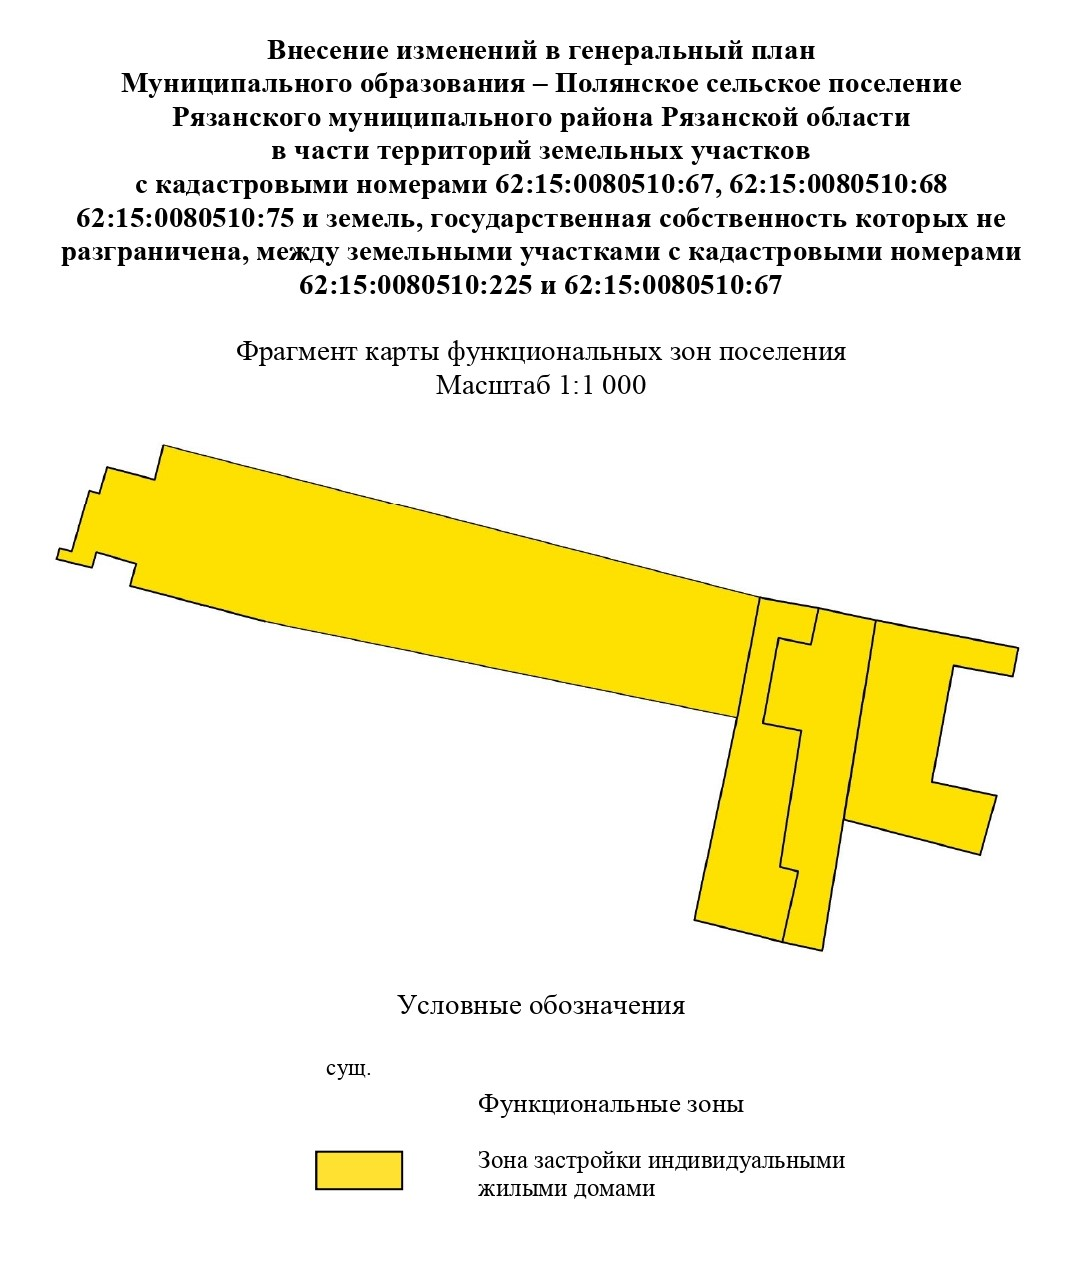 Внесение изменений в генеральный план
Муниципального образования – Полянское сельское поселение
Рязанского муниципального района Рязанской области
в части территорий земельных участков
с кадастровыми номерами 62:15:0080510:67, 62:15:0080510:68
62:15:0080510:75 и земель, государственная собственность которых не
разграничена, между земельными участками с кадастровыми номерами
62:15:0080510:225 и 62:15:0080510:67
Фрагмент карты функциональных зон поселения
Масштаб 1:1 000
Условные обозначения
сущ.
Функциональные зоны
Зона застройки индивидуальными
жилыми домами